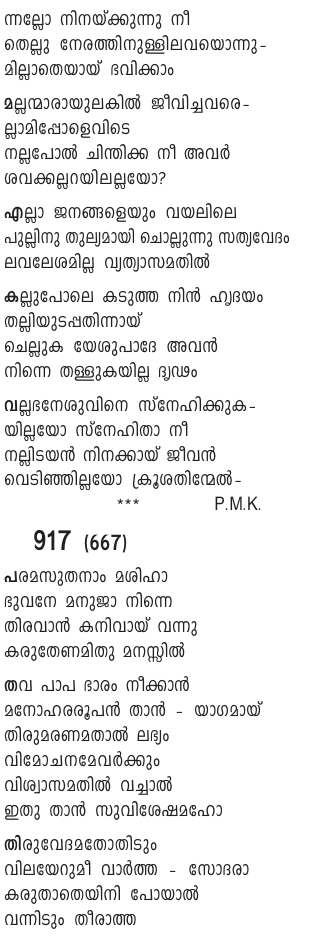 ന്നല്ലോ നിനയ്ക്കുന്നു നീ
തെല്ലു നേരത്തിനുള്ളിലവയൊന്നു-
മില്ലാതെയായ് ഭവിക്കാം
മല്ലന്മാരായുലകിൽ ജീവിച്ചവരെ-
ല്ലാമിപ്പോളെവിടെ
നല്ലപോൽ ചിന്തിക്ക നീ അവർ
ശവക്കല്ലറയിലല്ലയോ?
എല്ലാ ജനങ്ങളെയും വയലിലെ
പുല്ലിനു തുല്യമായി ചൊല്ലുന്നു സത്യവേദം
ലവലേശമില്ല വ്യത്യാസമതിൽ
കല്ലുപോലെ കടുത്ത നിൻ ഹൃദയം
തല്ലിയുടപ്പതിന്നായ്
ചെല്ലുക യേശുപാദേ അവൻ
നിന്നെ തള്ളുകയില്ല ദൃഢം
വല്ലഭനേശുവിനെ സ്നേഹിക്കുക-
യില്ലയോ സ്നേഹിതാ നീ
നല്ലിടയൻ നിനക്കായ് ജീവൻ
വെടിഞ്ഞില്ലയോ ക്രൂശതിന്മേൽ-
*** P.M.K.
917 (667)
പരമസുതനാം മശിഹാ
ഭുവനേ മനുജാ നിന്നെ
തിരവാൻ കനിവായ് വന്നു
കരുതേണമിതു മനസ്സിൽ
തവ പാപ ഭാരം നീക്കാൻ
മനോഹരരൂപൻ താൻ - യാഗമായ്
തിരുമരണമതാൽ ലഭ്യം
വിമോചനമേവർക്കും
വിശ്വാസമതിൽ വച്ചാൽ
ഇതു താൻ സുവിശേഷമഹോ
തിരുവേദമതോതിടും
വിലയേറുമീ വാർത്ത - സോദരാ
കരുതാതെയിനി പോയാൽ
വന്നിടും തീരാത്ത